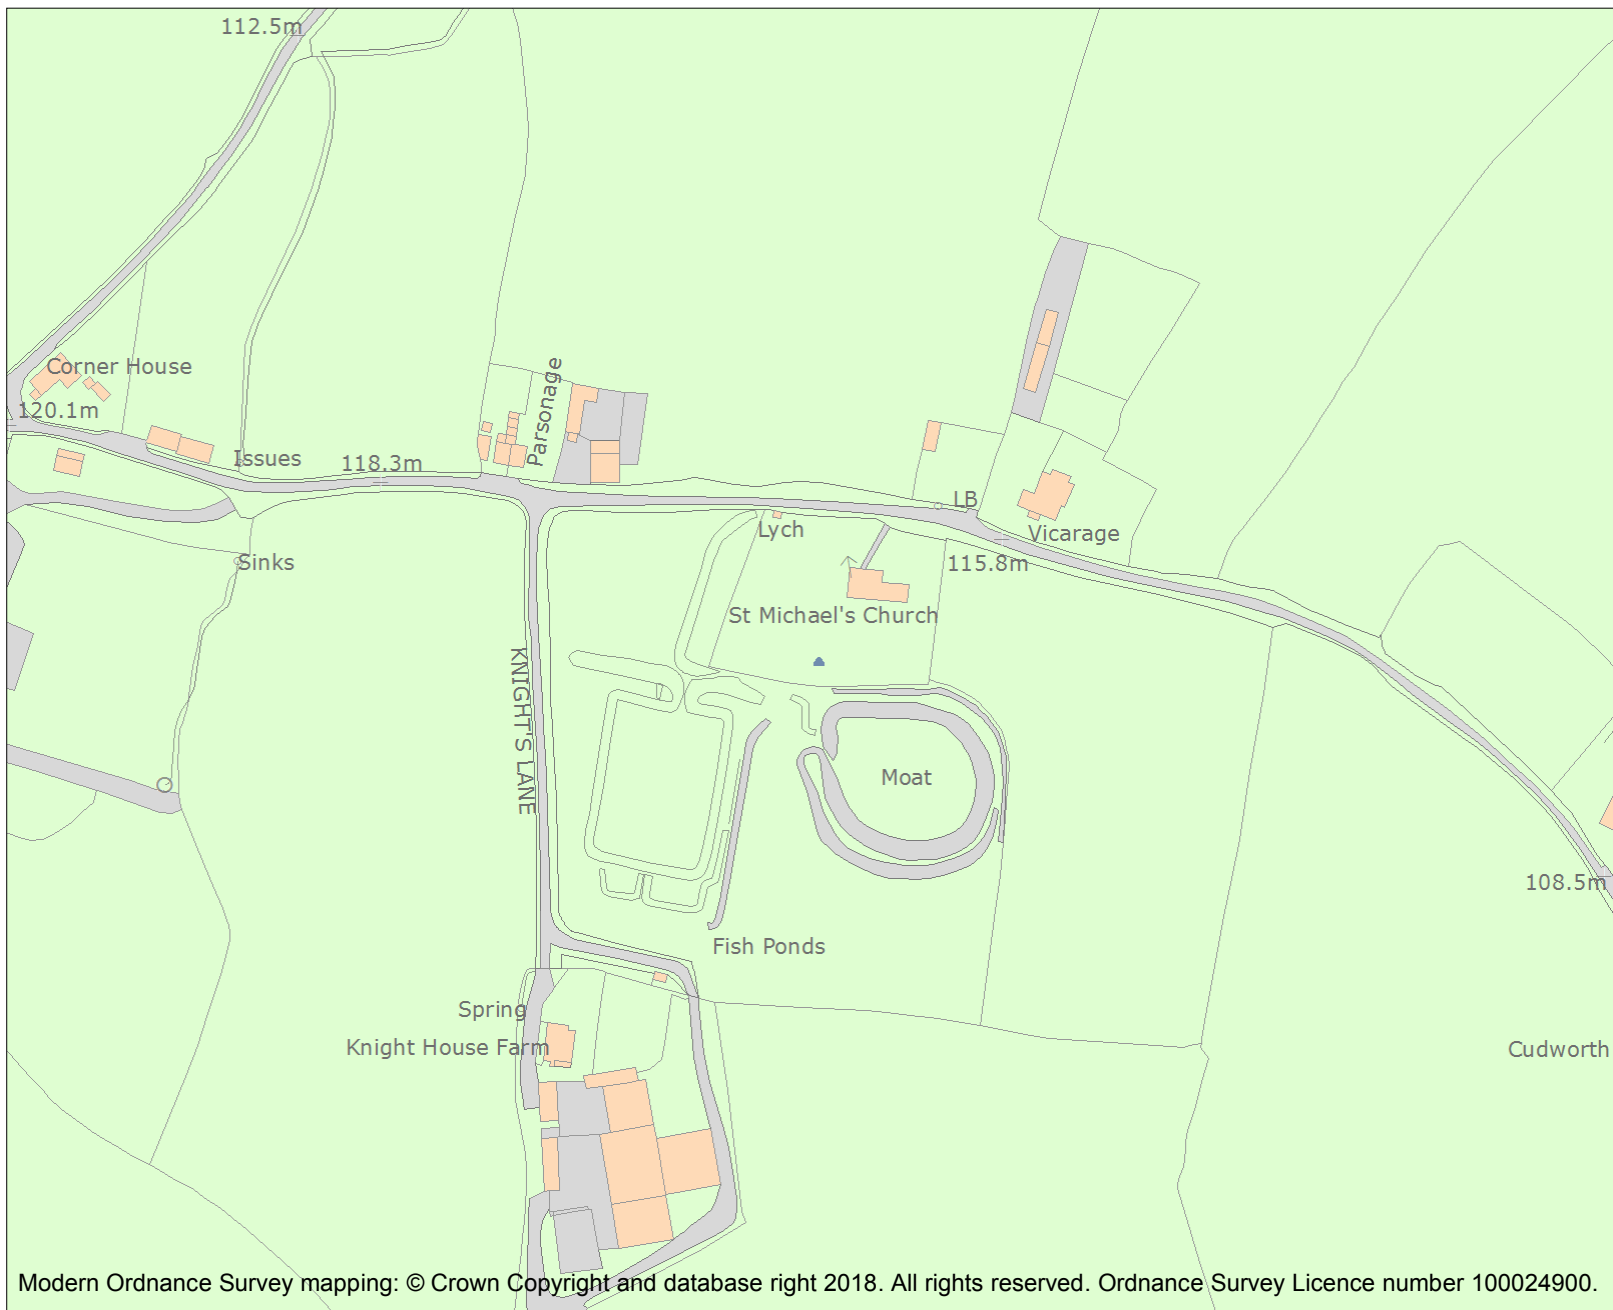 112.5m
Corner House
Parsonage
120.1m
Issues
118.3m
LB
Lych
Vicarage
Sinks
115.8m
St Michael's Church
KNIGHT'S LANE
Moat
108.5m
Fish Ponds
Spring
Knight House Farm
Cudworth
Modern Ordnance Survey mapping: © Crown Copyright and database right 2018. All rights reserved. Ordnance Survey Licence number 100024900.